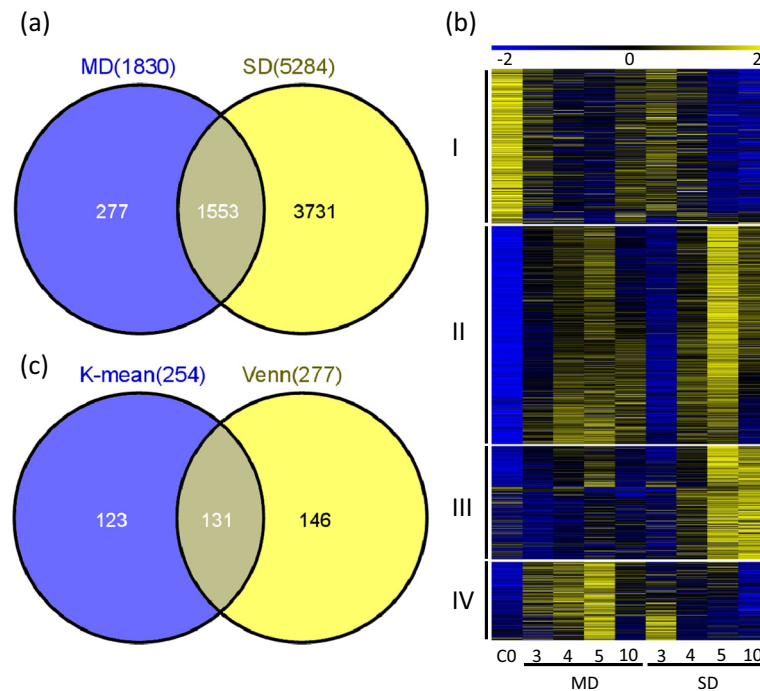 (a)
MD(1830) SD(5284)
277 1553 3731
(c)
K-mean(254) Venn(277)
123 131 146
(b)
-2 0 2
I
II
III
IV
C0 3 4 5 10 3 4 5 10
MD SD